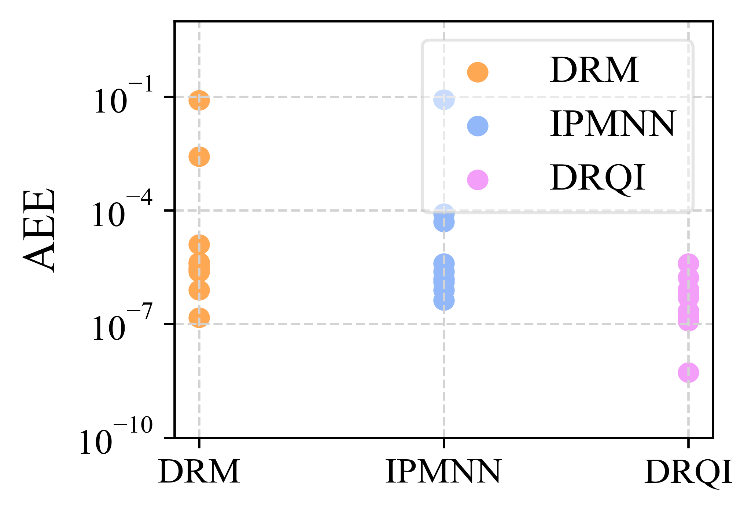 AEE
10⁻¹
10⁻⁴
10⁻⁷
10⁻¹⁰
DRM
IPMNN
DRQI
DRM
IPMNN
DRQI